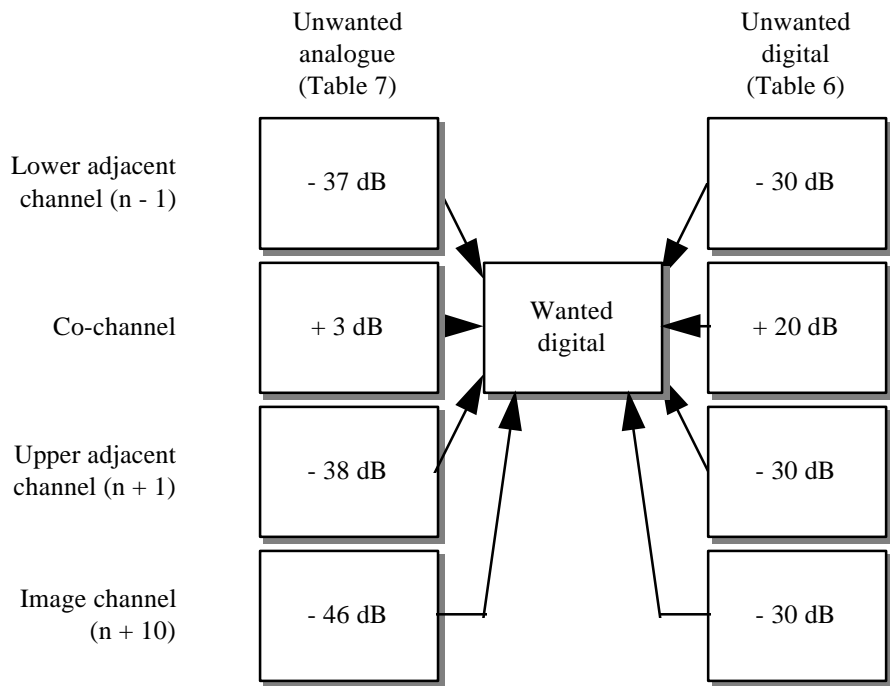 Unwanted
analogue
(Table 7)
Unwanted
digital
(Table 6)
Lower adjacent
channel (n - 1)
- 37 dB
- 30 dB
Co-channel
+ 3 dB
Wanted
digital
+ 20 dB
Upper adjacent
channel (n + 1)
- 38 dB
- 30 dB
Image channel
(n + 10)
- 46 dB
- 30 dB